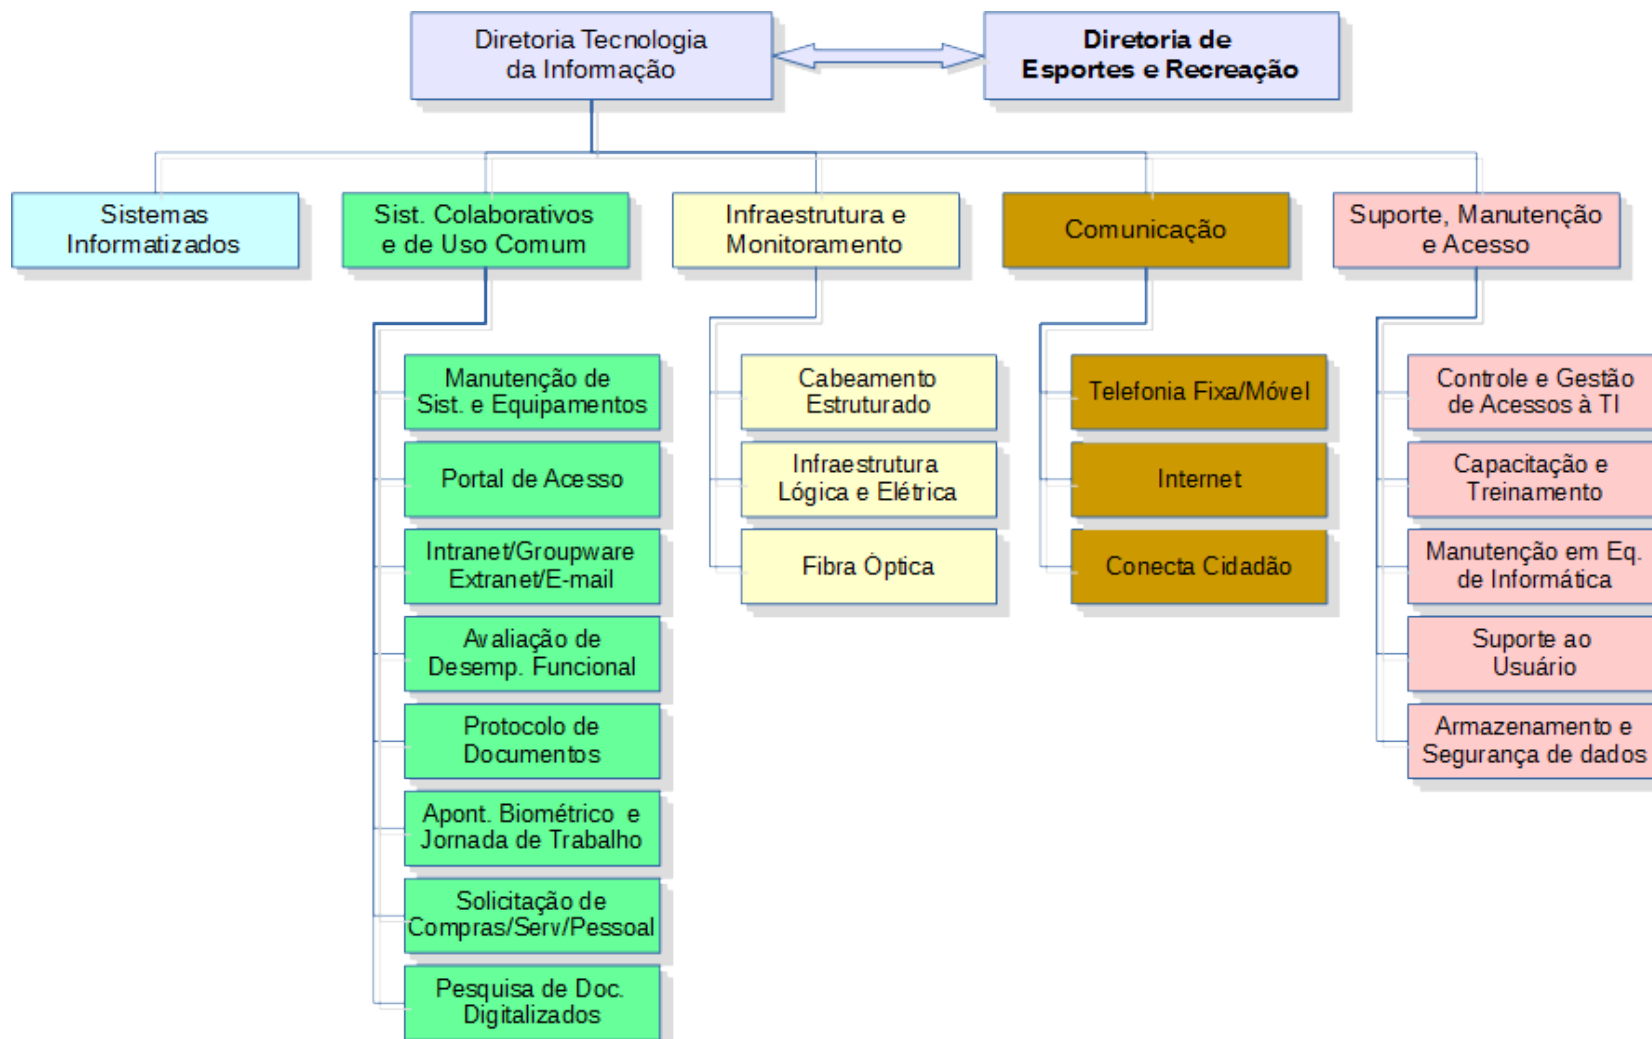 Diretoria Tecnologia
da Informação
Diretoria de
Esportes e Recreação
Sistemas
Informatizados
Sist. Colaborativos
e de Uso Comum
Infraestrutura e
Monitoramento
Comunicação
Suporte, Manutenção
e Acesso
Manutenção de
Sist. e Equipamentos
Portal de Acesso
Intranet/Groupware
Extranet/E-mail
Avaliação de
Desemp. Funcional
Protocolo de
Documentos
Apont. Biométrico e
Jornada de Trabalho
Solicitação de
Compras/Serv/Pessoal
Pesquisa de Doc.
Digitalizados
Cabeamento
Estruturado
Infraestrutura
Lógica e Elétrica
Fibra Óptica
Telefonia Fixa/Móvel
Internet
Conecta Cidadão
Controle e Gestão
de Acessos à TI
Capacitação e
Treinamento
Manutenção em Eq.
de Informática
Suporte ao
Usuário
Armazenamento e
Segurança de dados